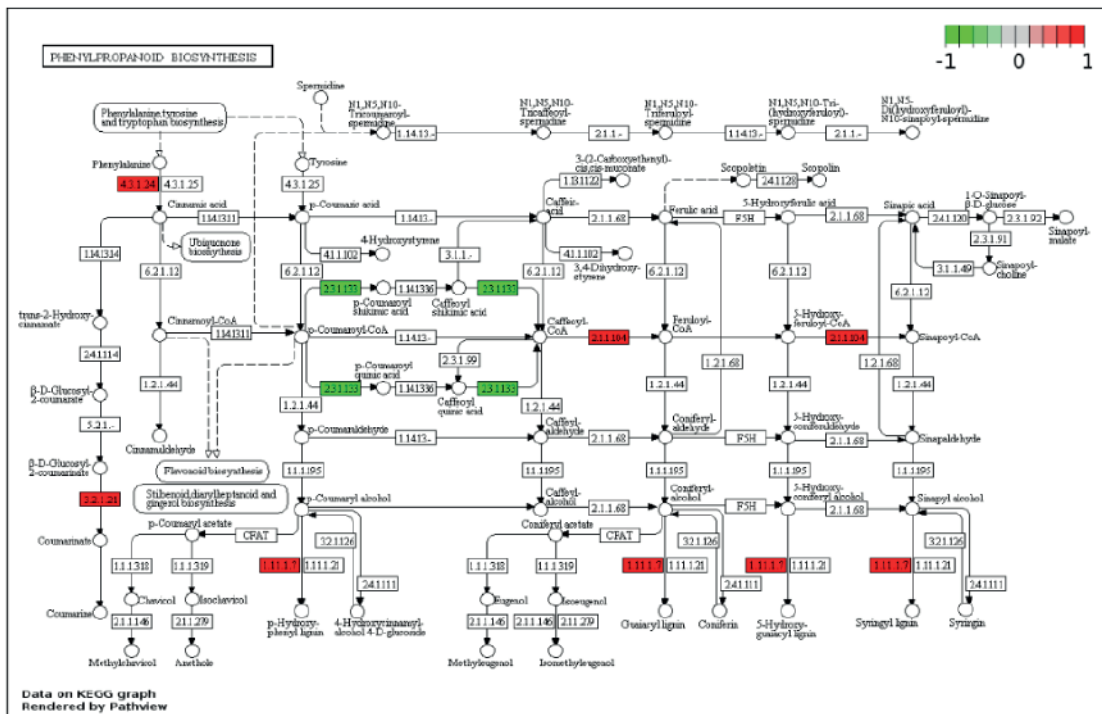 -1
0
1
PHENYLPROPANOID BIOSYNTHESIS
Spermidine
Phenylalanine, tyrosine
and tryptophan biosynthesis
N1,N5,N10-
Tricoumaroyl-
spermidine
1.14.13.-
N1,N5,N10-
Tricaffeoyl-
spermidine
2.1.1.-
N1,N5,N10-
Triferuloyl-
spermidine
1.14.13.-
N1,N5,N10-Tri-
(hydroxyferuloyl)-
spermidine
2.1.1.-
N1,N5-
Di(hydroxyferuloyl)-
N10-sinapoyl-spermidine
Phenylalanine
Tyrosine
4.3.1.24
4.3.1.25
4.3.1.25
3-(2-Carboxyethenyl)-
cis,cis-muconate
1.13.11.22
Scopoletin
2.4.1.128
Scopolin
Cinnamic acid
1.14.13.11
p-Coumaric acid
1.14.13.-
Caffeic
acid
2.1.1.68
Ferulic acid
F5H
5-Hydroxyferulic acid
2.1.1.68
Sinapic acid
2.4.1.120
1-O-Sinapoyl-
β-D-glucose
2.3.1.92
Sinapoyl-
malate
2.3.1.91
3.1.1.49
Sinapoyl-
choline
Ubiquinone
biosynthesis
4-Hydroxystyrene
4.1.1.102
3.1.1.-
4.1.1.102
3,4-Dihydroxy-
styrene
1.14.13.14
6.2.1.12
6.2.1.12
6.2.1.12
6.2.1.12
6.2.1.12
6.2.1.12
2.3.1.133
p-Coumaroyl
shikimic acid
1.14.13.36
Caffeoyl
shikimic acid
2.3.1.133
trans-2-Hydroxy-
cinnamate
Cinnamoyl-CoA
1.14.13.11
p-Coumaroyl-CoA
1.14.13.-
Caffeoyl-
CoA
2.1.1.104
Feruloyl-
CoA
5-Hydroxy-
feruloyl-CoA
2.1.1.104
Sinapoyl-CoA
2.4.1.114
2.3.1.99
p-Coumaroyl
quinic acid
2.3.1.133
1.14.13.36
Caffeoyl
quinic acid
2.3.1.133
2.1.1.68
2.1.1.68
β-D-Glucosyl-
2-coumarate
1.2.1.44
1.2.1.44
1.2.1.44
1.2.1.44
1.2.1.44
1.2.1.44
5.2.1.-
Cinnamaldehyde
p-Coumaraldehyde
1.14.13.-
Caffeyl-
aldehyde
2.1.1.68
Coniferyl-
aldehyde
F5H
5-Hydroxy-
coniferaldehyde
2.1.1.68
Sinapaldehyde
β-D-Glucosyl-
2-coumarinate
Flavonoid biosynthesis
Stilbenoid, diarylheptanoid and
gingerol biosynthesis
1.1.1.195
1.1.1.195
1.1.1.195
1.1.1.195
1.1.1.195
3.2.1.21
p-Coumaryl alcohol
Caffeyl-
alcohol
2.1.1.68
Coniferyl-
alcohol
F5H
5-Hydroxy-
coniferyl alcohol
2.1.1.68
Sinapyl alcohol
Coumarinate
p-Coumaryl acetate
CFAT
Coniferyl acetate
CFAT
3.2.1.126
3.2.1.126
3.2.1.126
1.1.1.318
1.1.1.319
1.11.1.7
1.11.1.21
1.1.1.318
1.1.1.319
1.11.1.7
1.11.1.21
1.11.1.7
1.11.1.21
1.11.1.7
1.11.1.21
2.4.1.111
2.4.1.111
2.4.1.111
Coumarine
Chavicol
Isochavicol
p-Hydroxy-
phenyl lignin
4-Hydroxycinnamyl-
alcohol 4-D-glucoside
Eugenol
Isoeugenol
Guaiacyl lignin
Coniferin
5-Hydroxy-
guaiacyl lignin
Syringyl lignin
Syringin
2.1.1.146
2.1.1.279
2.1.1.146
2.1.1.146
2.1.1.279
Methylchavicol
Anethole
Methyleugenol
Isomethyleugenol
Data on KEGG graph
Rendered by Pathview